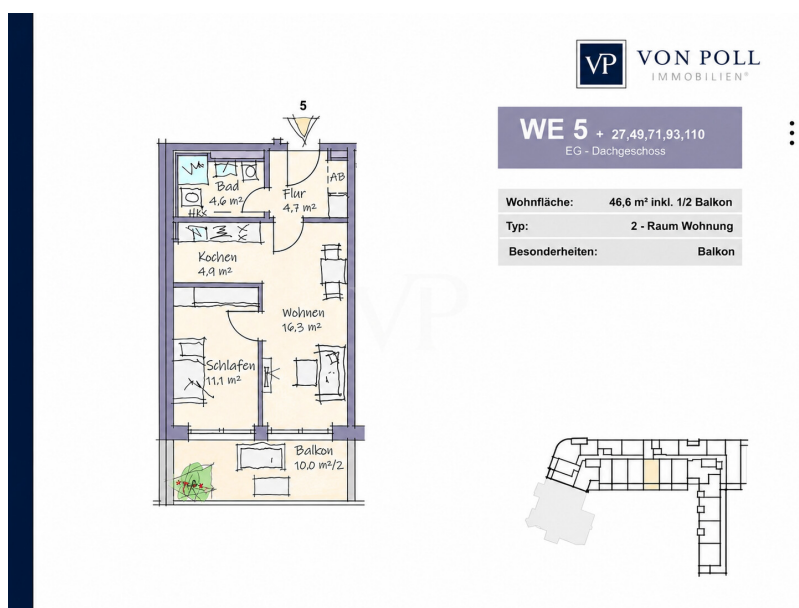 VP VON POLL
IMMOBILIEN®
WE 5 + 27,49,71,93,110
EG - Dachgeschoss
Wohnfläche: 46,6 m² inkl. 1/2 Balkon
Typ: 2 - Raum Wohnung
Besonderheiten: Balkon
5
Bad
4,6 m²
HK
Flur
4,7 m²
AB
Kochen
4,9 m²
Wohnen
16,3 m²
Schlafen
11,1 m²
Balkon
10,0 m²/2
VP